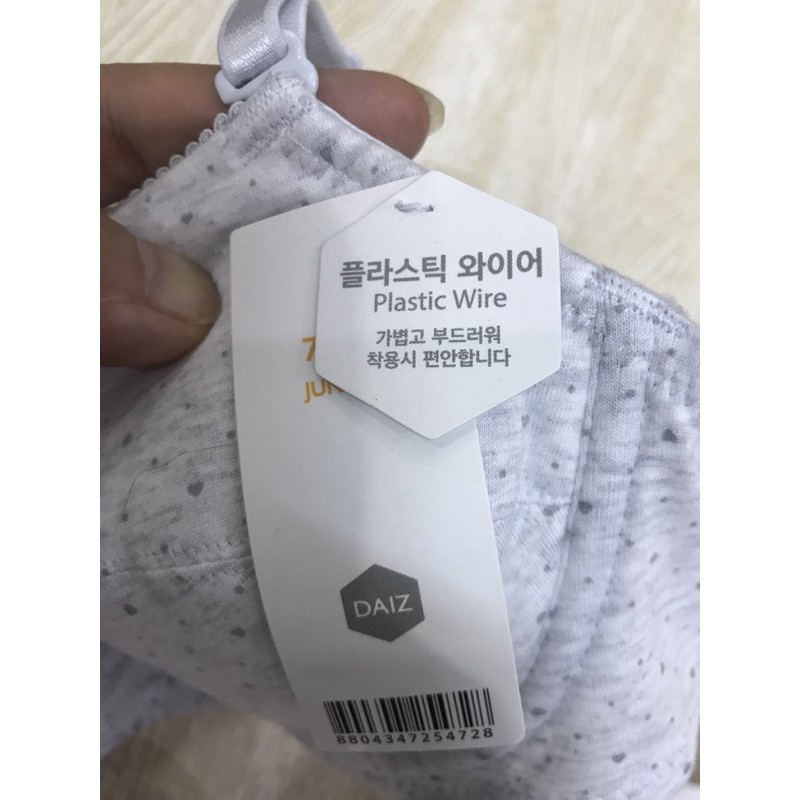 플라스틱 와이어
Plastic Wire
가볍고 부드러워
착용시 편안합니다
DAIZ
8804347254728